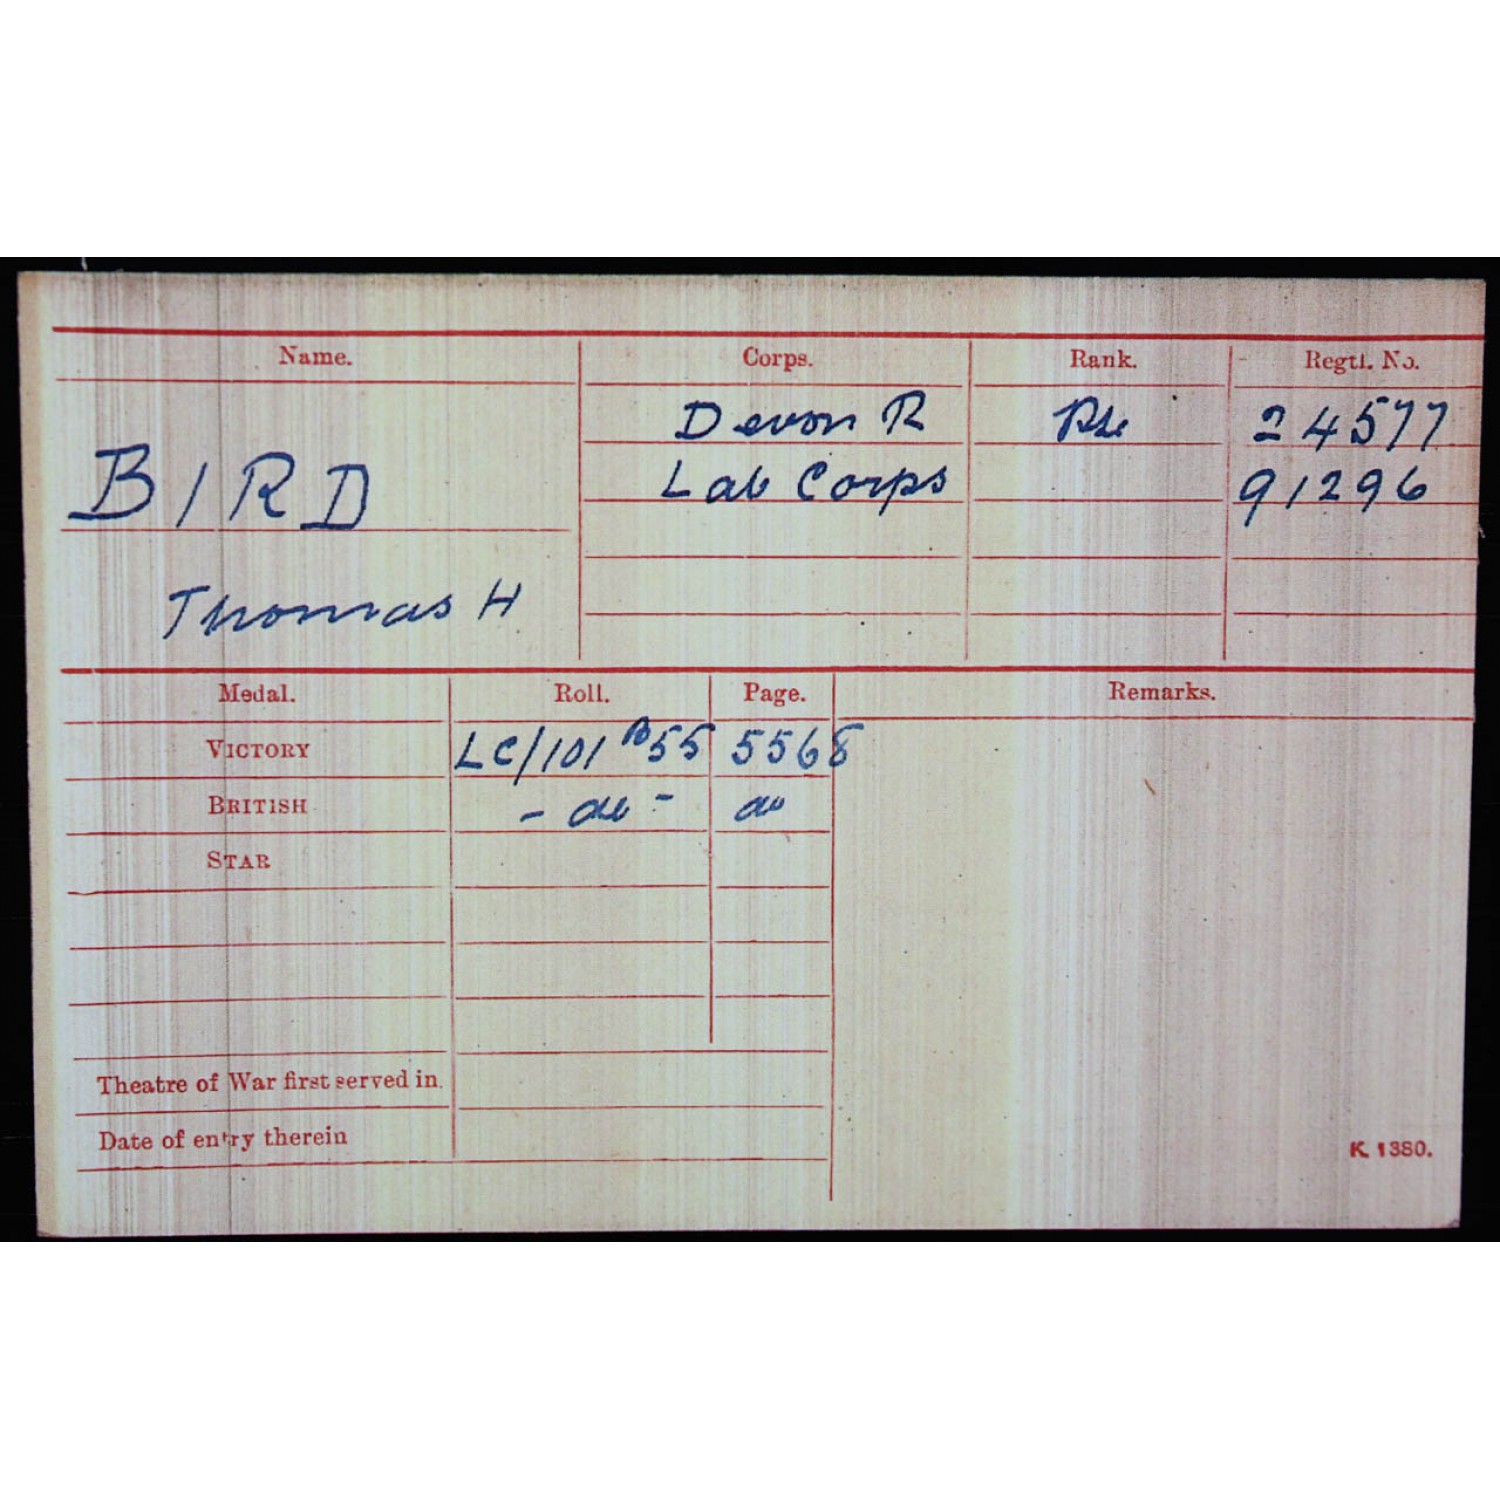 Name. Corps. Rank. Regtl. No.
Devon R Pte 24577
BIRD Lab Corps 91296
Thomas H
Medal. Roll. Page. Remarks.
VICTORY LC/101 B55 5568
BRITISH - do - do
STAR
Theatre of War first served in.
Date of entry therein
K. 1380.